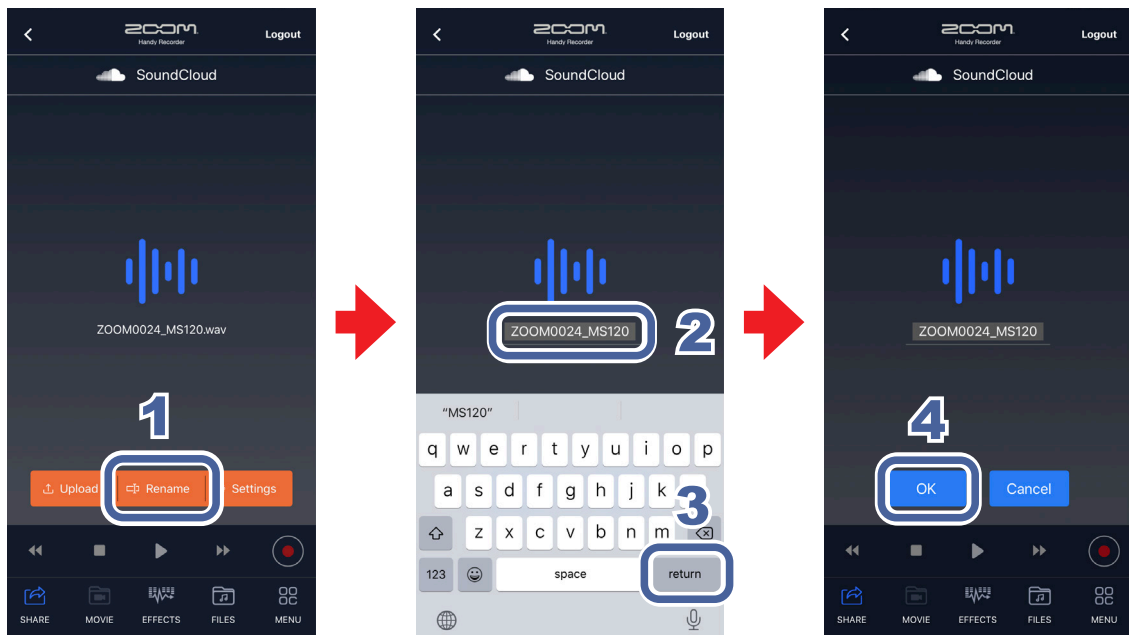 ZOOM
Handy Recorder
Logout
SoundCloud
ZOOM0024_MS120.wav
1
Upload
Rename
Settings
SHARE
MOVIE
EFFECTS
FILES
MENU
ZOOM
Handy Recorder
Logout
SoundCloud
ZOOM0024_MS120
2
“MS120”
q w e r t y u i o p
a s d f g h j k
3
z x c v b n m
123
space
return
ZOOM
Handy Recorder
Logout
SoundCloud
ZOOM0024_MS120
4
OK
Cancel
SHARE
MOVIE
EFFECTS
FILES
MENU